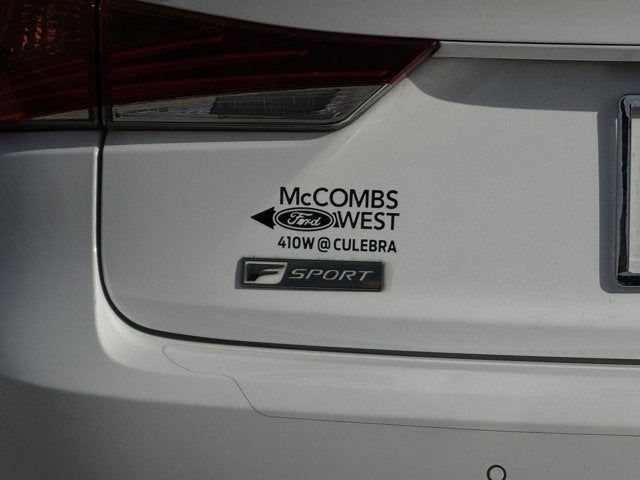 McCOMBS
Ford WEST
410W @ CULEBRA
F SPORT